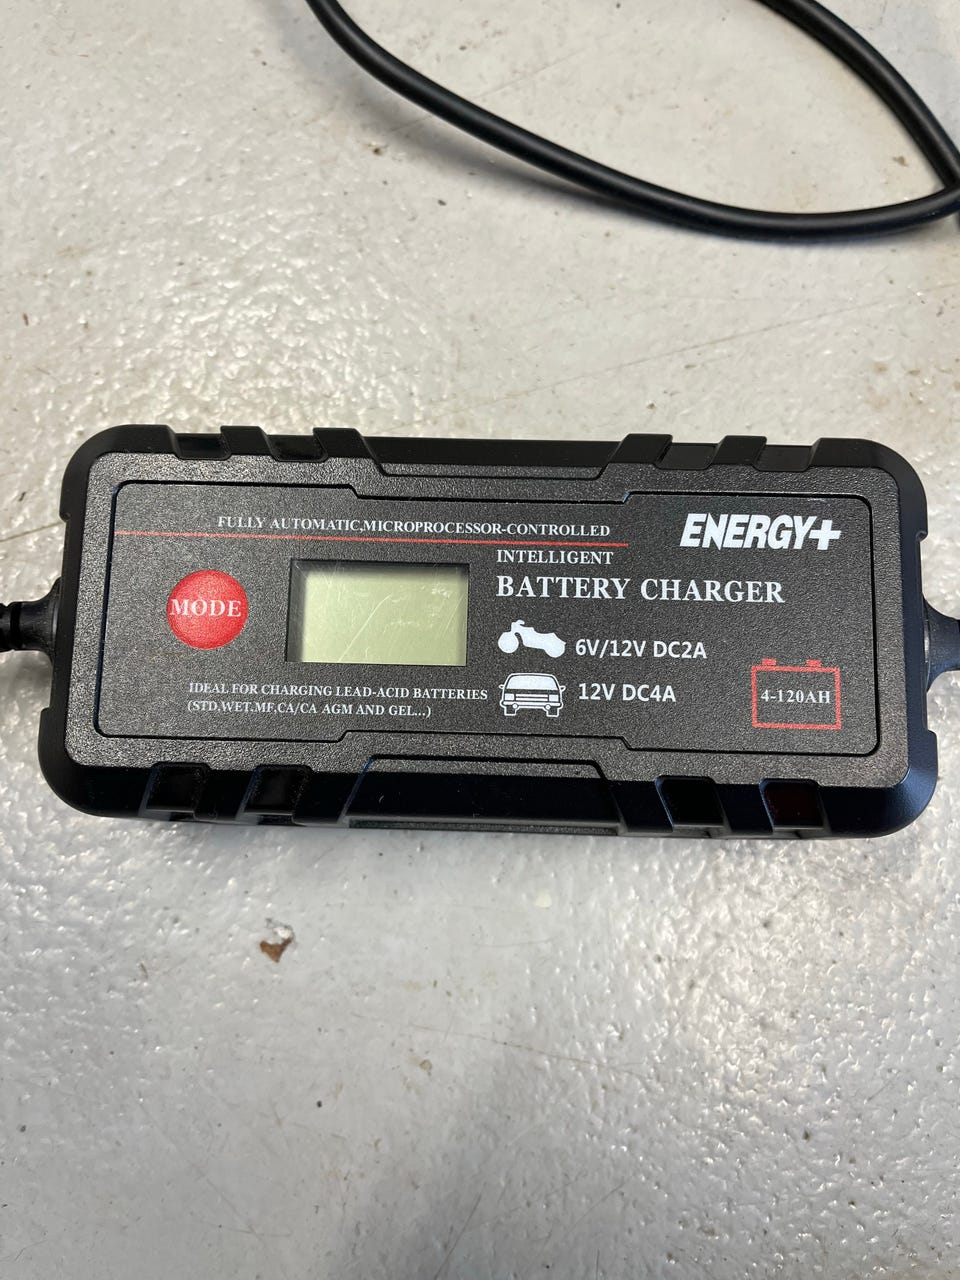 FULLY AUTOMATIC,MICROPROCESSOR-CONTROLLED
ENERGY+
INTELLIGENT
BATTERY CHARGER
MODE
6V/12V DC2A
12V DC4A
4-120AH
IDEAL FOR CHARGING LEAD-ACID BATTERIES
(STD,WET,MF,CA/CA AGM AND GEL...)